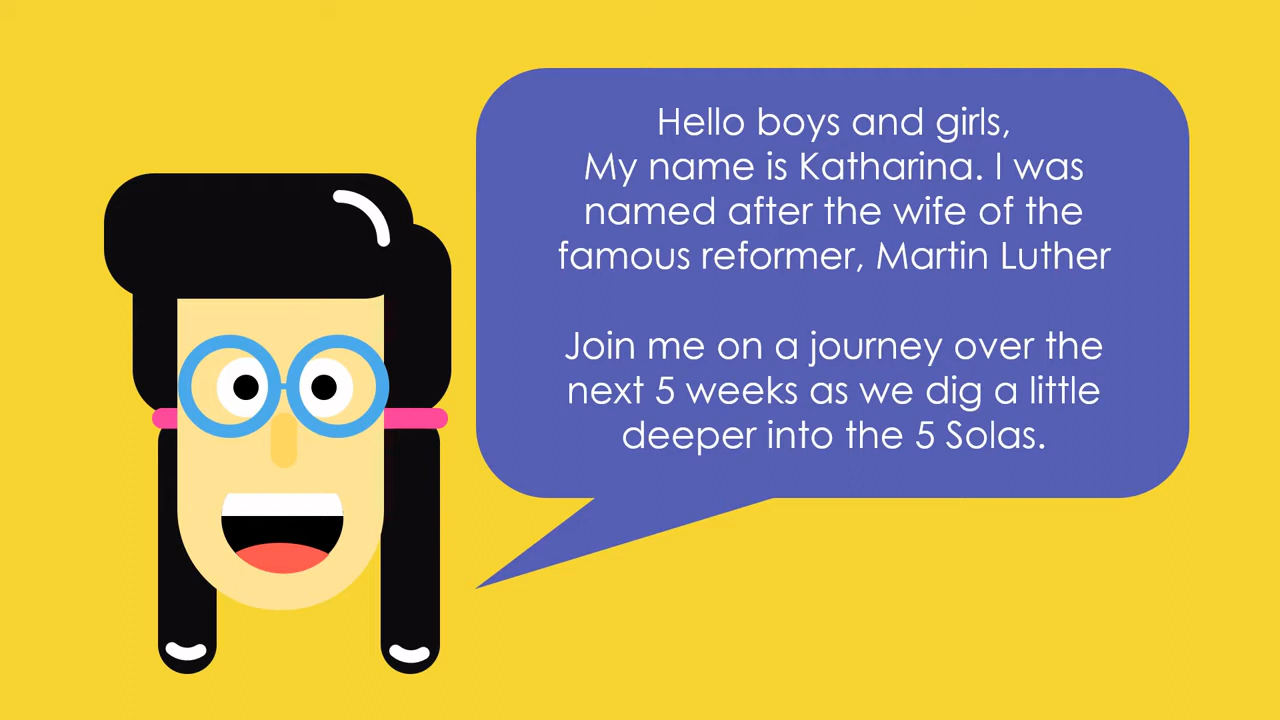 Hello boys and girls,
My name is Katharina. I was
named after the wife of the
famous reformer, Martin Luther
Join me on a journey over the
next 5 weeks as we dig a little
deeper into the 5 Solas.